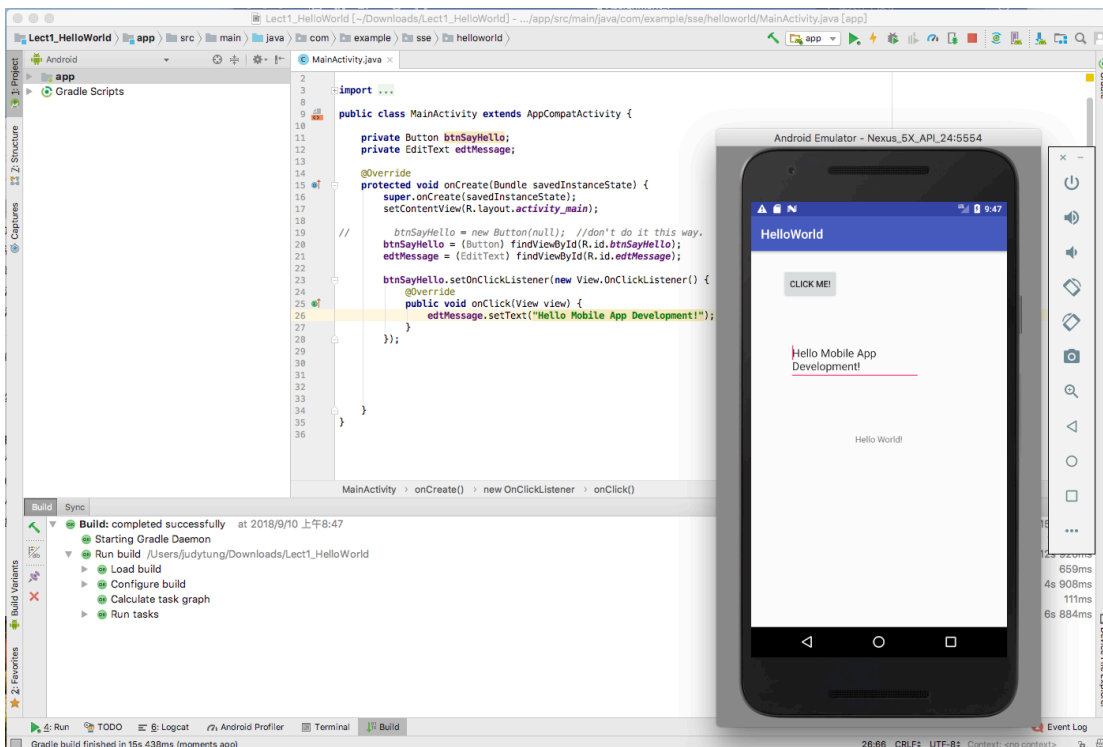 Lect1_HelloWorld [~/Downloads/Lect1_HelloWorld] - .../app/src/main/java/com/example/sse/helloworld/MainActivity.java [app]
Lect1_HelloWorld app src main java com example sse helloworld
app
1: Project
Z: Structure
Captures
Build Variants
2: Favorites
Android
app
Gradle Scripts
MainActivity.java
2
3 import ...
8
9 public class MainActivity extends AppCompatActivity {
10
11 private Button btnSayHello;
12 private EditText edtMessage;
13
14 @Override
15 protected void onCreate(Bundle savedInstanceState) {
16 super.onCreate(savedInstanceState);
17 setContentView(R.layout.activity_main);
18
19 // btnSayHello = new Button(null); //don't do it this way.
20 btnSayHello = (Button) findViewById(R.id.btnSayHello);
21 edtMessage = (EditText) findViewById(R.id.edtMessage);
22
23 btnSayHello.setOnClickListener(new View.OnClickListener() {
24 @Override
25 public void onClick(View view) {
26 edtMessage.setText("Hello Mobile App Development!");
27 }
28 });
29
30
31
32
33
34 }
35 }
36
MainActivity › onCreate() › new OnClickListener › onClick()
Android Emulator - Nexus_5X_API_24:5554
9:47
HelloWorld
CLICK ME!
Hello Mobile App
Development!
Hello World!
Build Sync
Build: completed successfully at 2018/9/10 上午8:47
Starting Gradle Daemon
Run build /Users/judytung/Downloads/Lect1_HelloWorld
Load build 659ms
Configure build 4s 908ms
Calculate task graph 111ms
Run tasks 6s 884ms
4: Run TODO 6: Logcat Android Profiler Terminal Build
Event Log
Gradle build finished in 15s 438ms (moments ago)
26:66 CRLF UTF-8 Context: <no context>